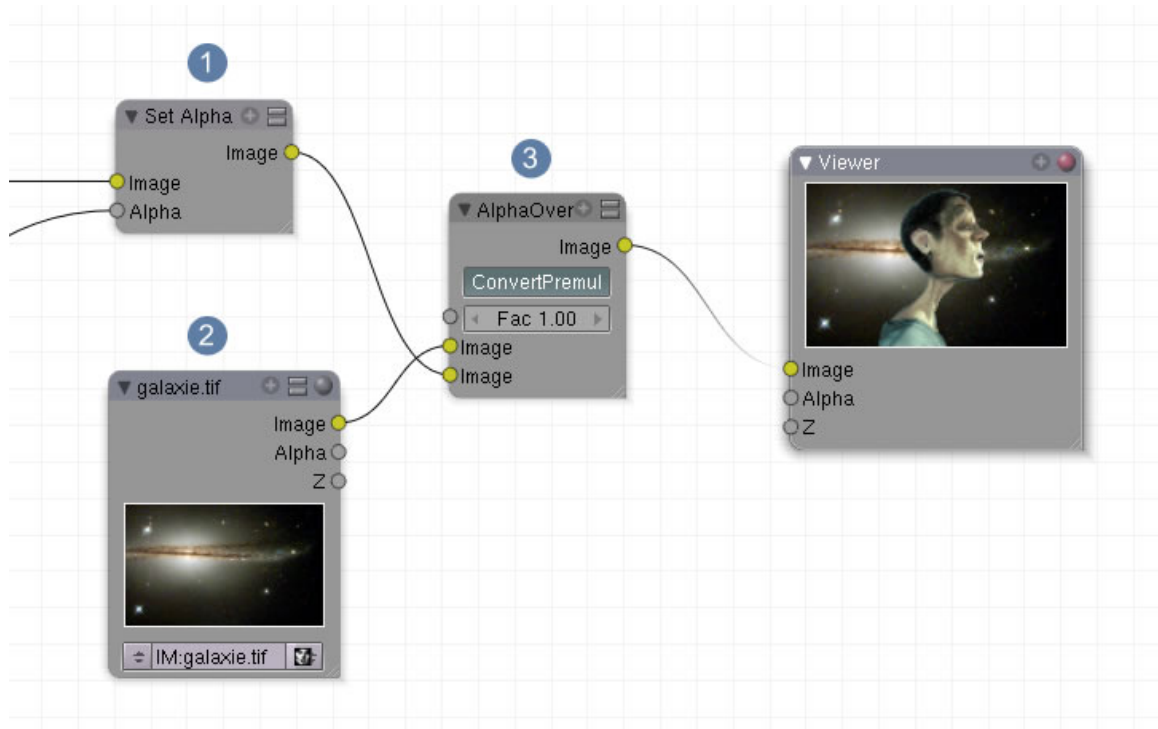 1
Set Alpha
Image
Image
Alpha
2
galaxie.tif
Image
Alpha
Z
IM:galaxie.tif
3
AlphaOver
Image
ConvertPremul
Fac 1.00
Image
Image
Viewer
Image
Alpha
Z